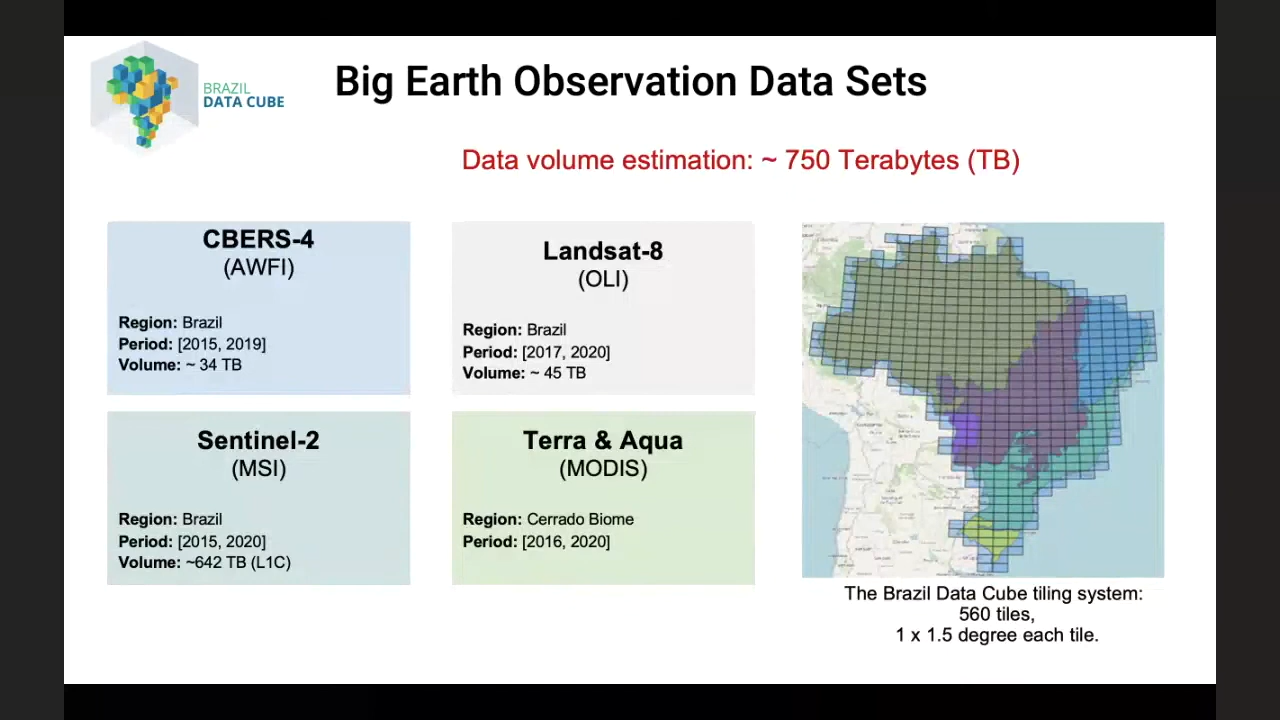 BRAZIL
DATA CUBE
Big Earth Observation Data Sets
Data volume estimation: ~ 750 Terabytes (TB)
CBERS-4
(AWFI)
Region: Brazil
Period: [2015, 2019]
Volume: ~ 34 TB
Landsat-8
(OLI)
Region: Brazil
Period: [2017, 2020]
Volume: ~ 45 TB
Sentinel-2
(MSI)
Region: Brazil
Period: [2015, 2020]
Volume: ~642 TB (L1C)
Terra & Aqua
(MODIS)
Region: Cerrado Biome
Period: [2016, 2020]
The Brazil Data Cube tiling system:
560 tiles,
1 x 1.5 degree each tile.